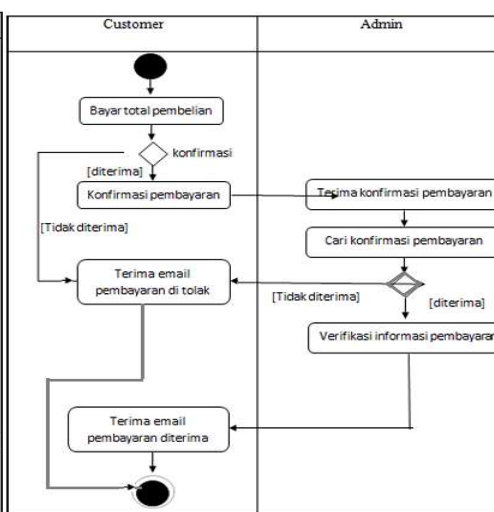 Customer
Admin
Bayar total pembelian
konfirmasi
[diterima]
Konfirmasi pembayaran
Terima konfirmasi pembayaran
[Tidak diterima]
Cari konfirmasi pembayaran
Terima email
pembayaran di tolak
[Tidak diterima]
[diterima]
Verifikasi informasi pembayaran
Terima email
pembayaran diterima